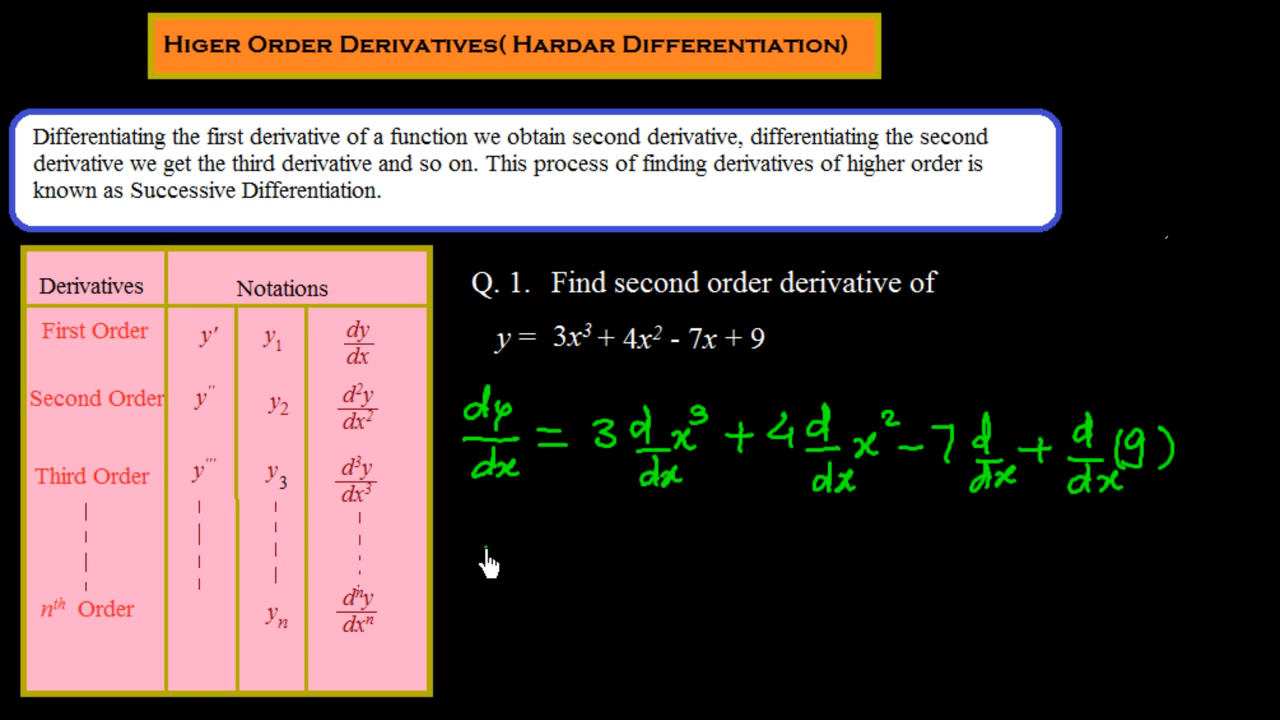 HIGER ORDER DERIVATIVES( HARDAR DIFFERENTIATION)
Differentiating the first derivative of a function we obtain second derivative, differentiating the second
derivative we get the third derivative and so on. This process of finding derivatives of higher order is
known as Successive Differentiation.
Derivatives Notations
First Order y′ y₁ dy/dx
Second Order y″ y₂ d²y/dx²
Third Order y‴ y₃ d³y/dx³
nᵗʰ Order yₙ dⁿy/dxⁿ
Q. 1. Find second order derivative of
y = 3x³ + 4x² - 7x + 9
dy/dx = 3 d/dx x³ + 4 d/dx x² - 7 d/dx + d/dx (9)